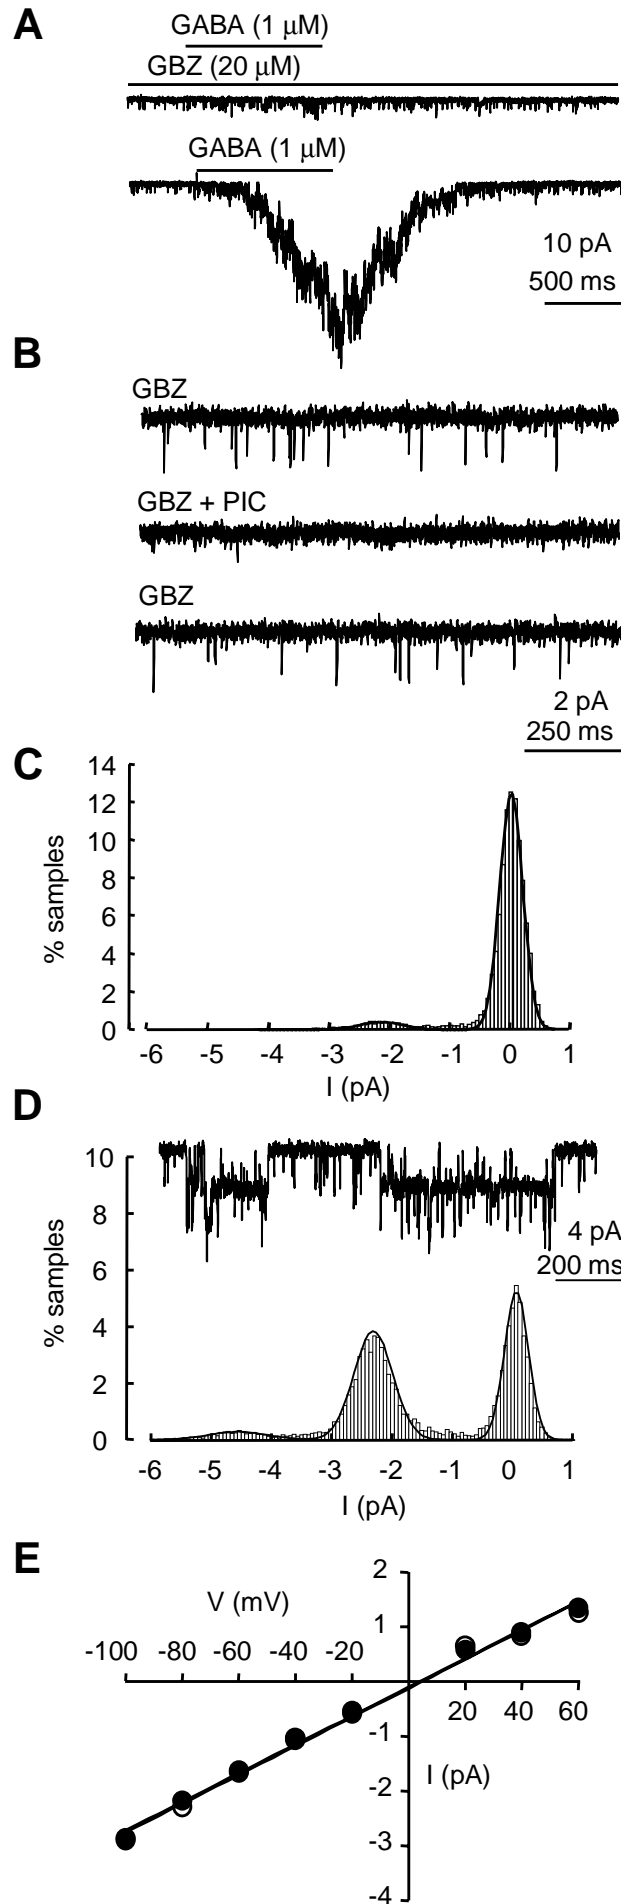 A
GABA (1 μM)
GBZ (20 μM)
GABA (1 μM)
10 pA
500 ms
B
GBZ
GBZ + PIC
GBZ
2 pA
250 ms
C
14
12
10
8
6
4
2
0
% samples
-6 -5 -4 -3 -2 -1 0 1
I (pA)
D
10
8
6
4
2
0
% samples
4 pA
200 ms
-6 -5 -4 -3 -2 -1 0 1
I (pA)
E
2
V (mV)
1
-100 -80 -60 -40 -20
20 40 60
-1
I (pA)
-2
-3
-4